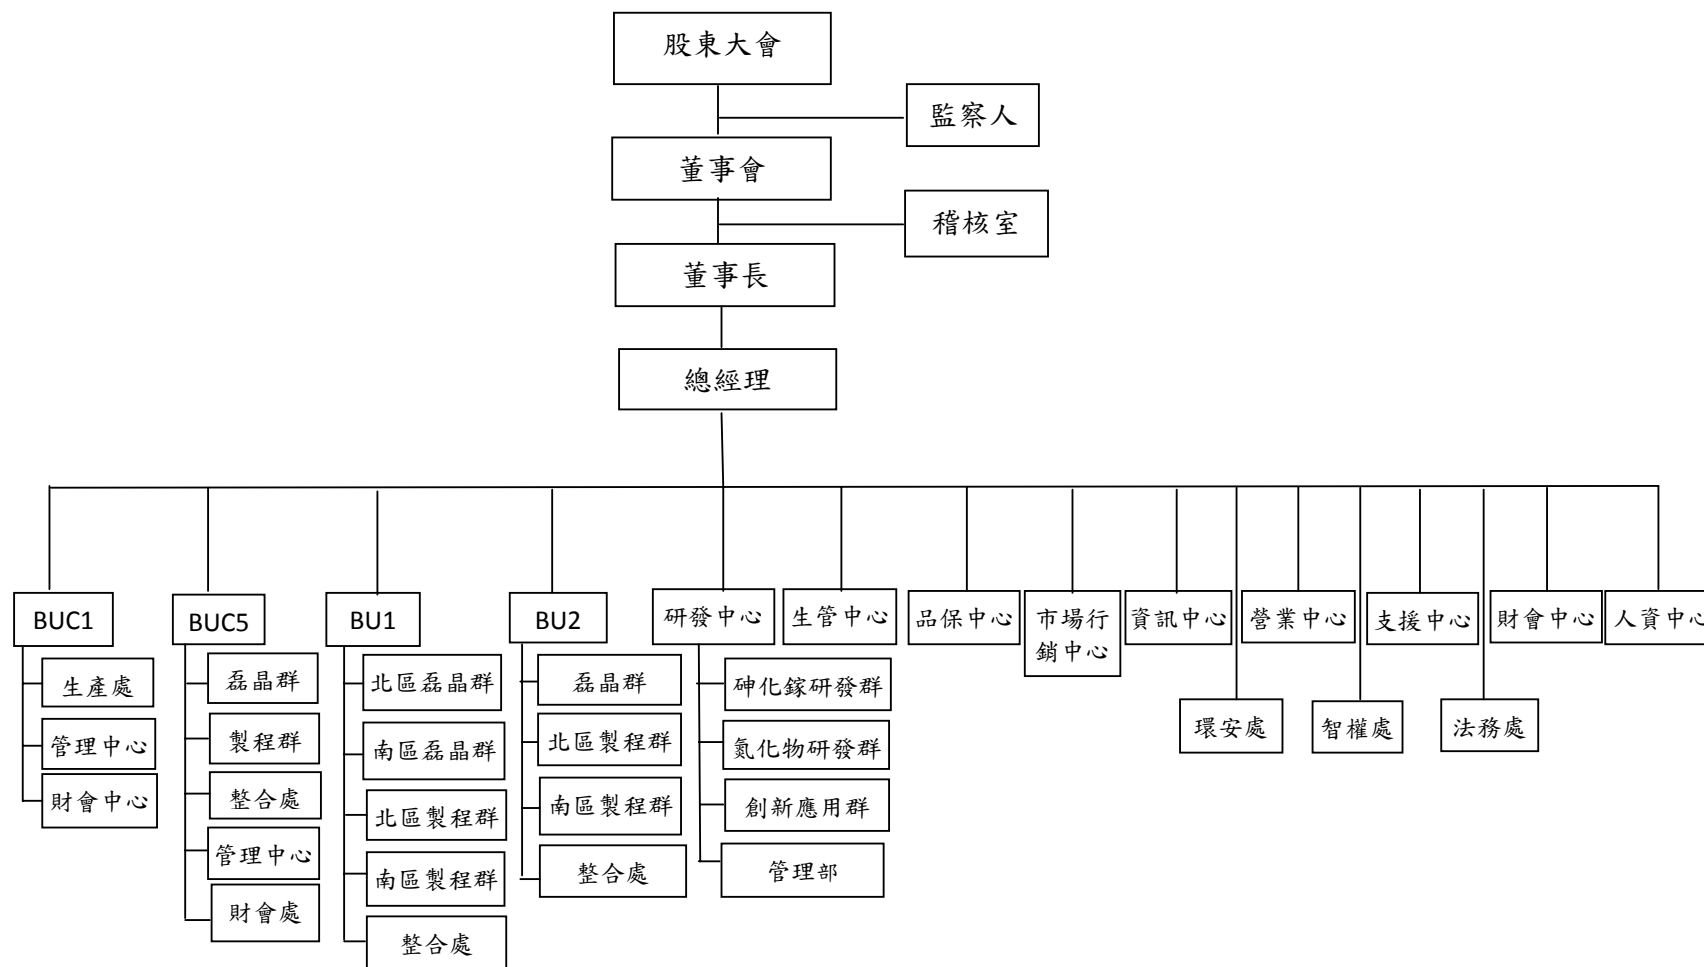 股東大會
監察人
董事會
稽核室
董事長
總經理
BUC1
BUC5
BU1
BU2
研發中心
生管中心
品保中心
市場行
銷中心
資訊中心
營業中心
支援中心
財會中心
人資中心
環安處
智權處
法務處
生產處
管理中心
財會中心
磊晶群
製程群
整合處
管理中心
財會處
北區磊晶群
南區磊晶群
北區製程群
南區製程群
整合處
磊晶群
北區製程群
南區製程群
整合處
砷化鎵研發群
氮化物研發群
創新應用群
管理部